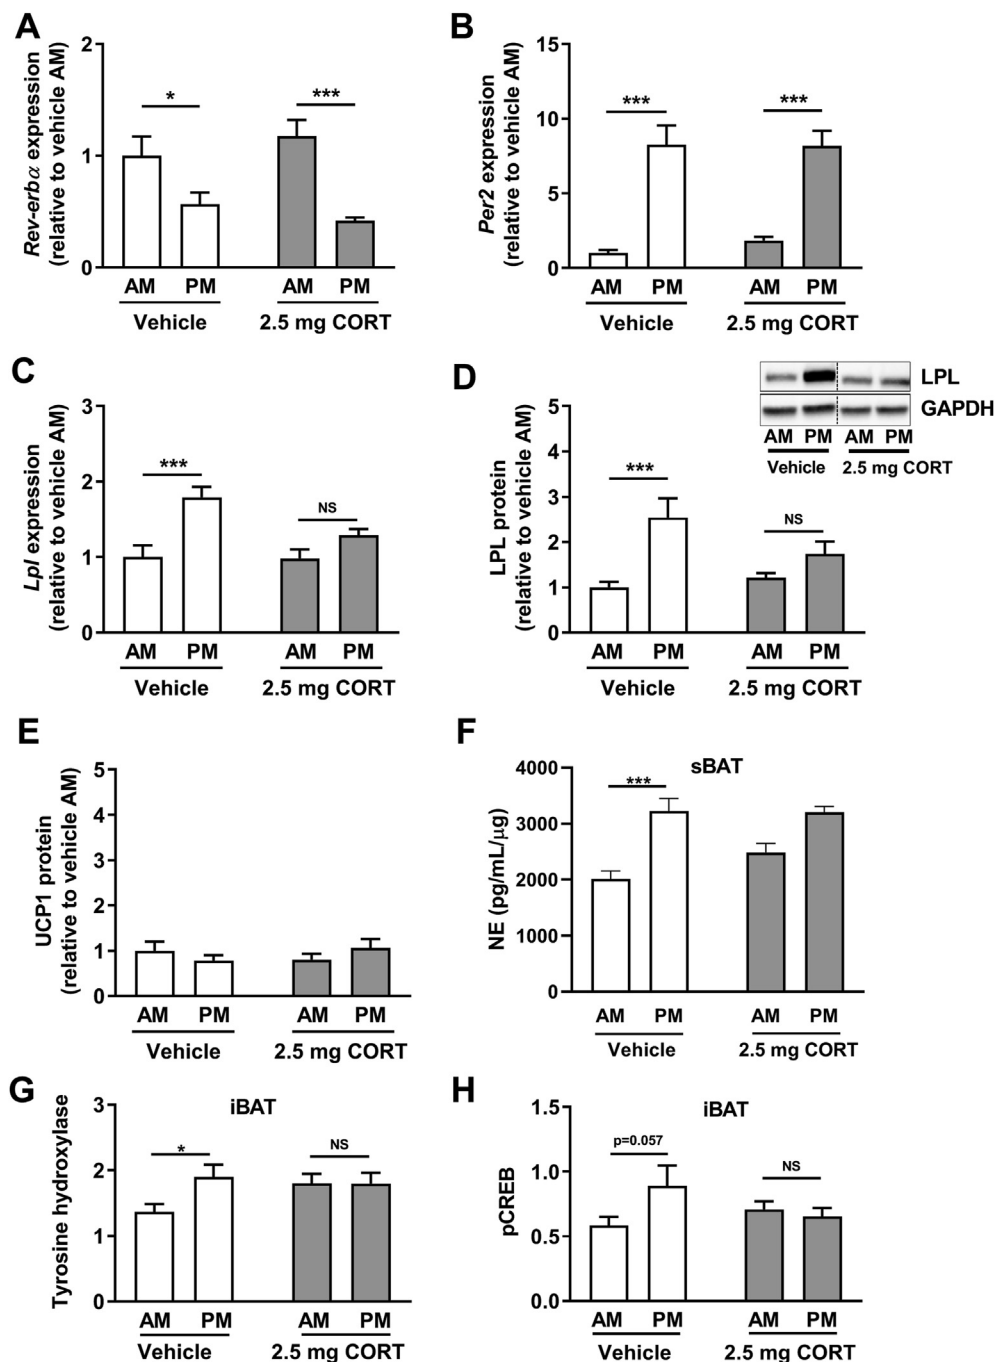 A
Rev-erbα expression
(relative to vehicle AM)
2
1
0
*
***
AM PM AM PM
Vehicle 2.5 mg CORT
B
Per2 expression
(relative to vehicle AM)
15
10
5
0
***
***
AM PM AM PM
Vehicle 2.5 mg CORT
C
Lpl expression
(relative to vehicle AM)
3
2
1
0
***
NS
AM PM AM PM
Vehicle 2.5 mg CORT
D
LPL
GAPDH
AM PM AM PM
Vehicle 2.5 mg CORT
LPL protein
(relative to vehicle AM)
5
4
3
2
1
0
***
NS
AM PM AM PM
Vehicle 2.5 mg CORT
E
UCP1 protein
(relative to vehicle AM)
5
4
3
2
1
0
AM PM AM PM
Vehicle 2.5 mg CORT
F
sBAT
NE (pg/mL/μg)
4000
3000
2000
1000
0
***
AM PM AM PM
Vehicle 2.5 mg CORT
G
iBAT
Tyrosine hydroxylase
3
2
1
0
*
NS
AM PM AM PM
Vehicle 2.5 mg CORT
H
iBAT
pCREB
1.5
1.0
0.5
0.0
p=0.057
NS
AM PM AM PM
Vehicle 2.5 mg CORT